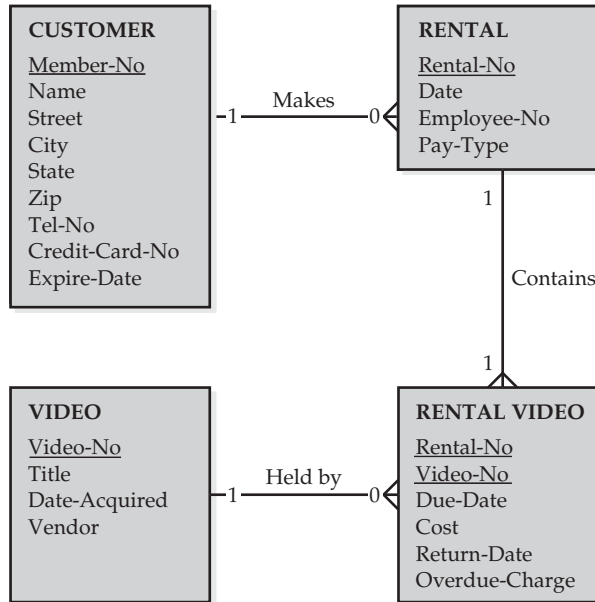 CUSTOMER
Member-No
Name
Street
City
State
Zip
Tel-No
Credit-Card-No
Expire-Date
1 Makes 0
RENTAL
Rental-No
Date
Employee-No
Pay-Type
1
Contains
1
VIDEO
Video-No
Title
Date-Acquired
Vendor
1 Held by 0
RENTAL VIDEO
Rental-No
Video-No
Due-Date
Cost
Return-Date
Overdue-Charge